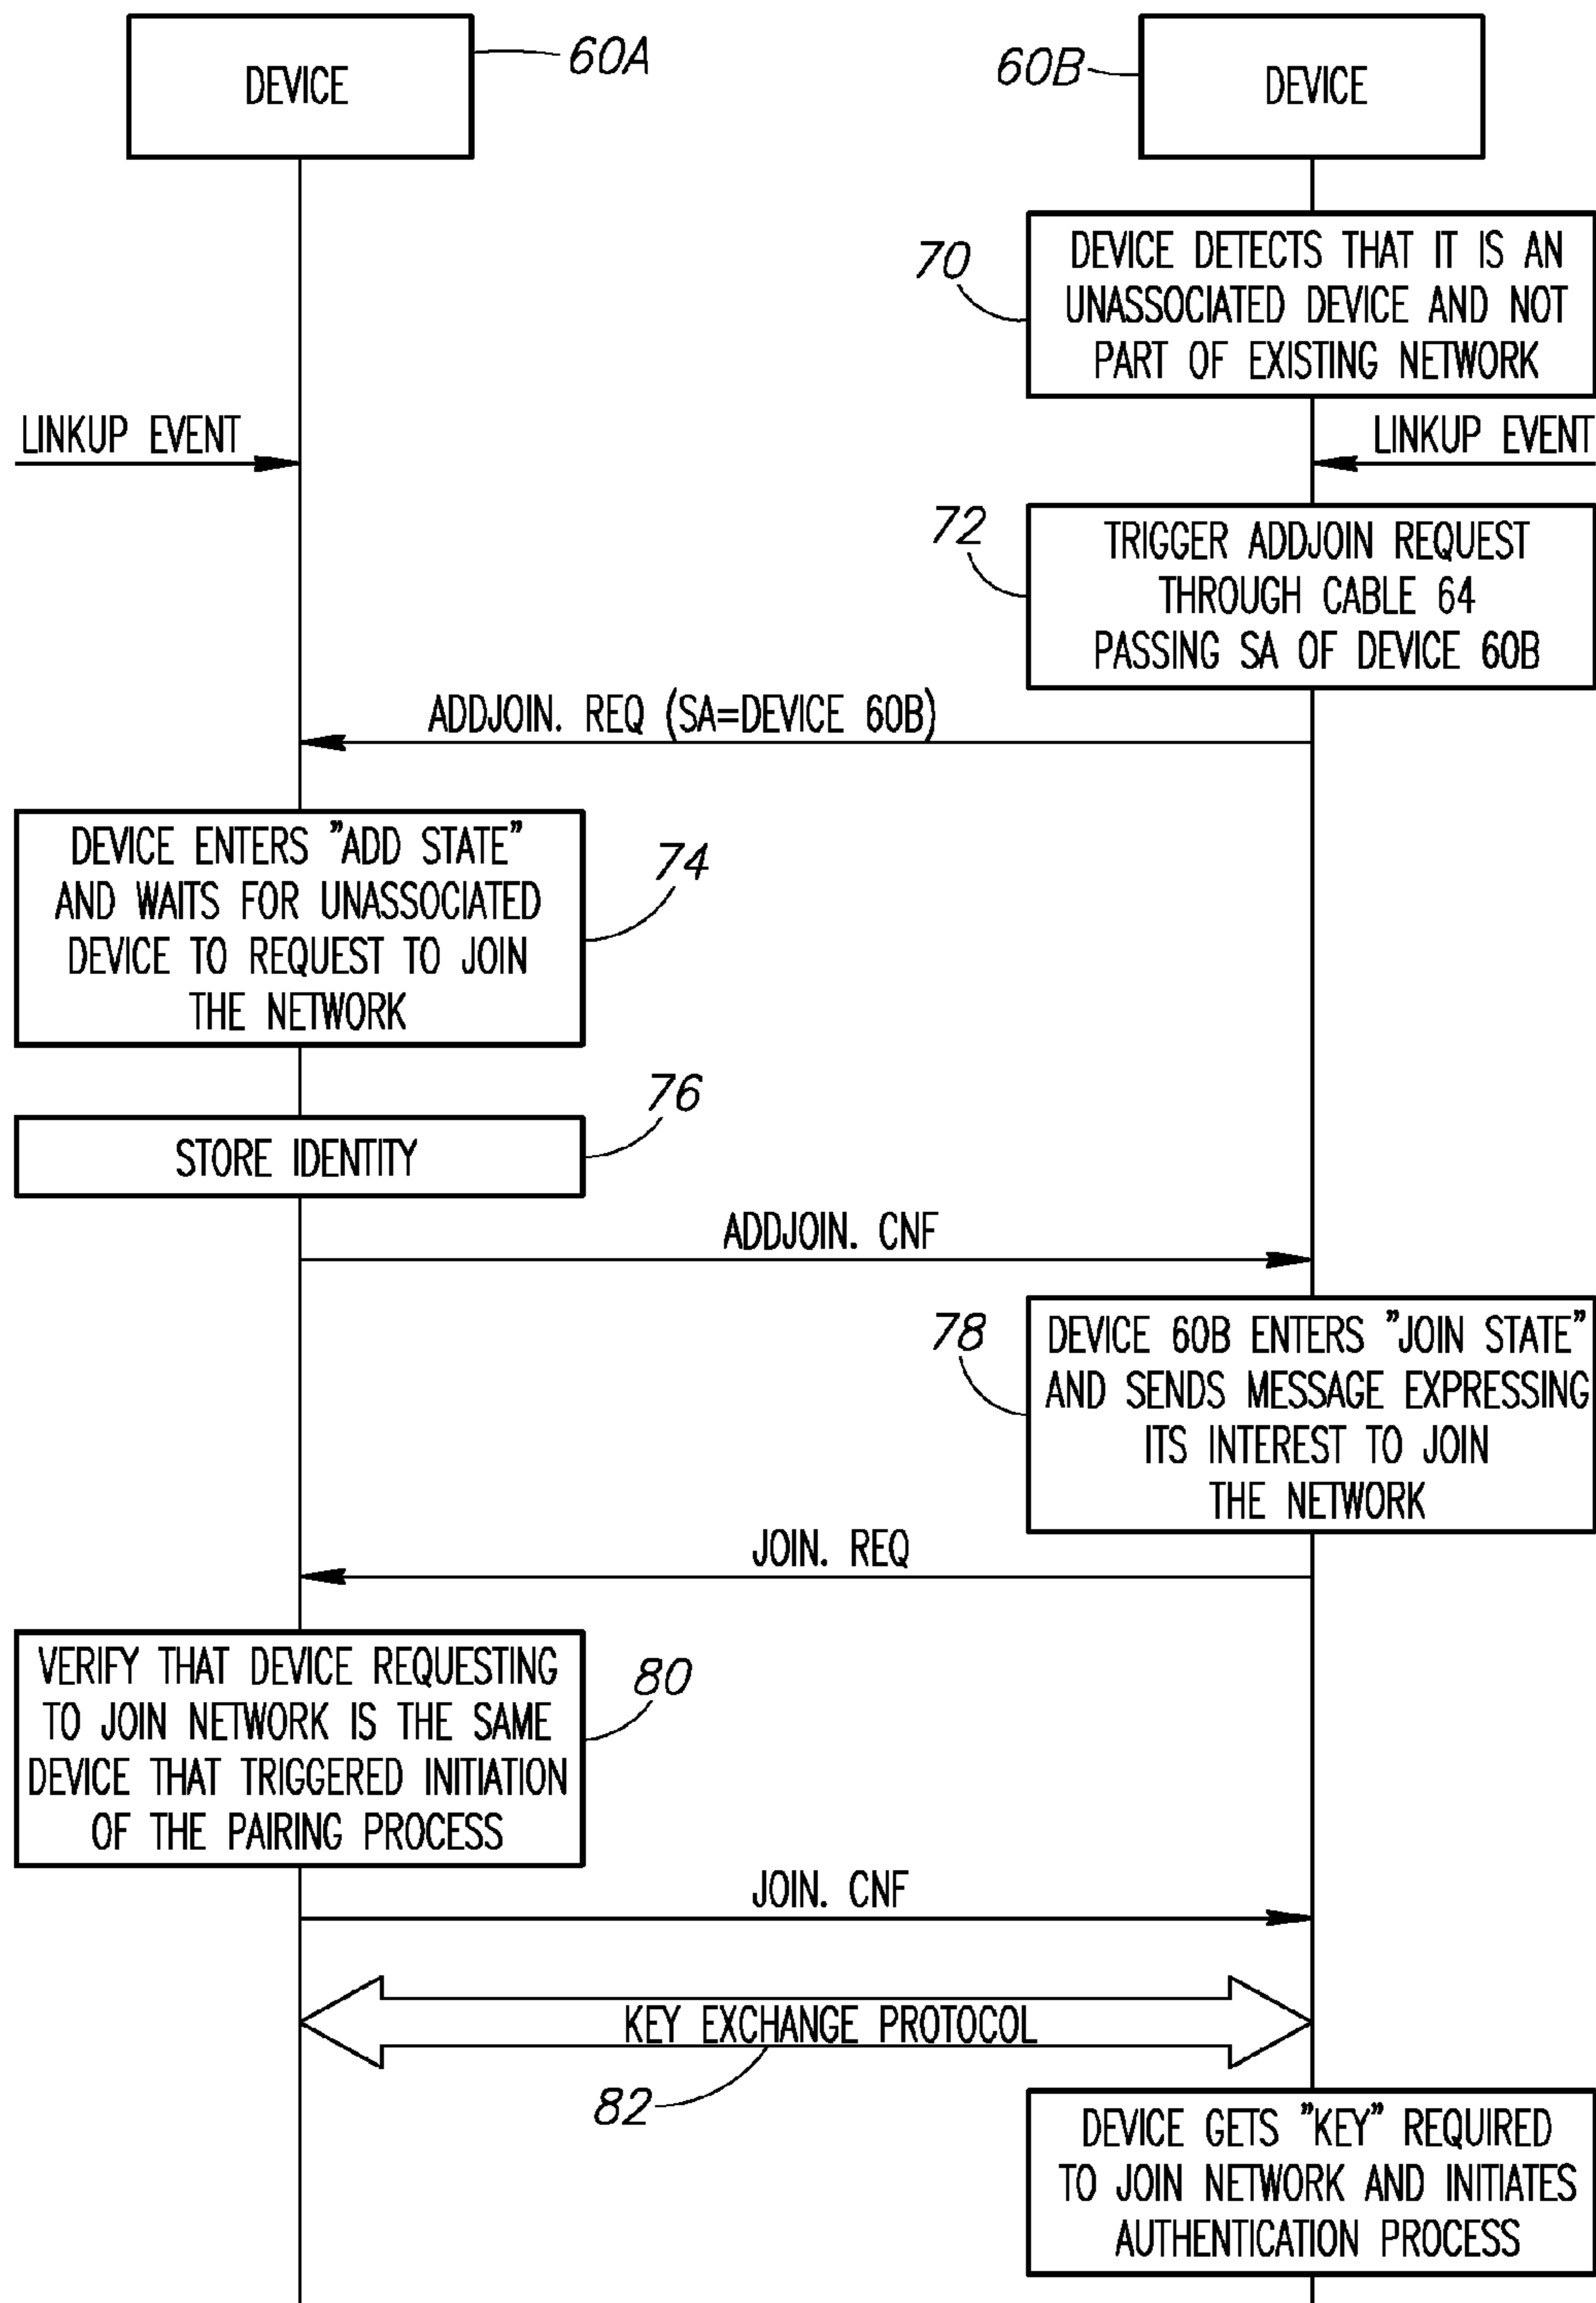 DEVICE
60A
60B
DEVICE
70
DEVICE DETECTS THAT IT IS AN
UNASSOCIATED DEVICE AND NOT
PART OF EXISTING NETWORK
LINKUP EVENT
LINKUP EVENT
72
TRIGGER ADDJOIN REQUEST
THROUGH CABLE 64
PASSING SA OF DEVICE 60B
ADDJOIN. REQ (SA=DEVICE 60B)
DEVICE ENTERS "ADD STATE"
AND WAITS FOR UNASSOCIATED
DEVICE TO REQUEST TO JOIN
THE NETWORK
74
76
STORE IDENTITY
ADDJOIN. CNF
78
DEVICE 60B ENTERS "JOIN STATE"
AND SENDS MESSAGE EXPRESSING
ITS INTEREST TO JOIN
THE NETWORK
JOIN. REQ
VERIFY THAT DEVICE REQUESTING
TO JOIN NETWORK IS THE SAME
DEVICE THAT TRIGGERED INITIATION
OF THE PAIRING PROCESS
80
JOIN. CNF
KEY EXCHANGE PROTOCOL
82
DEVICE GETS "KEY" REQUIRED
TO JOIN NETWORK AND INITIATES
AUTHENTICATION PROCESS